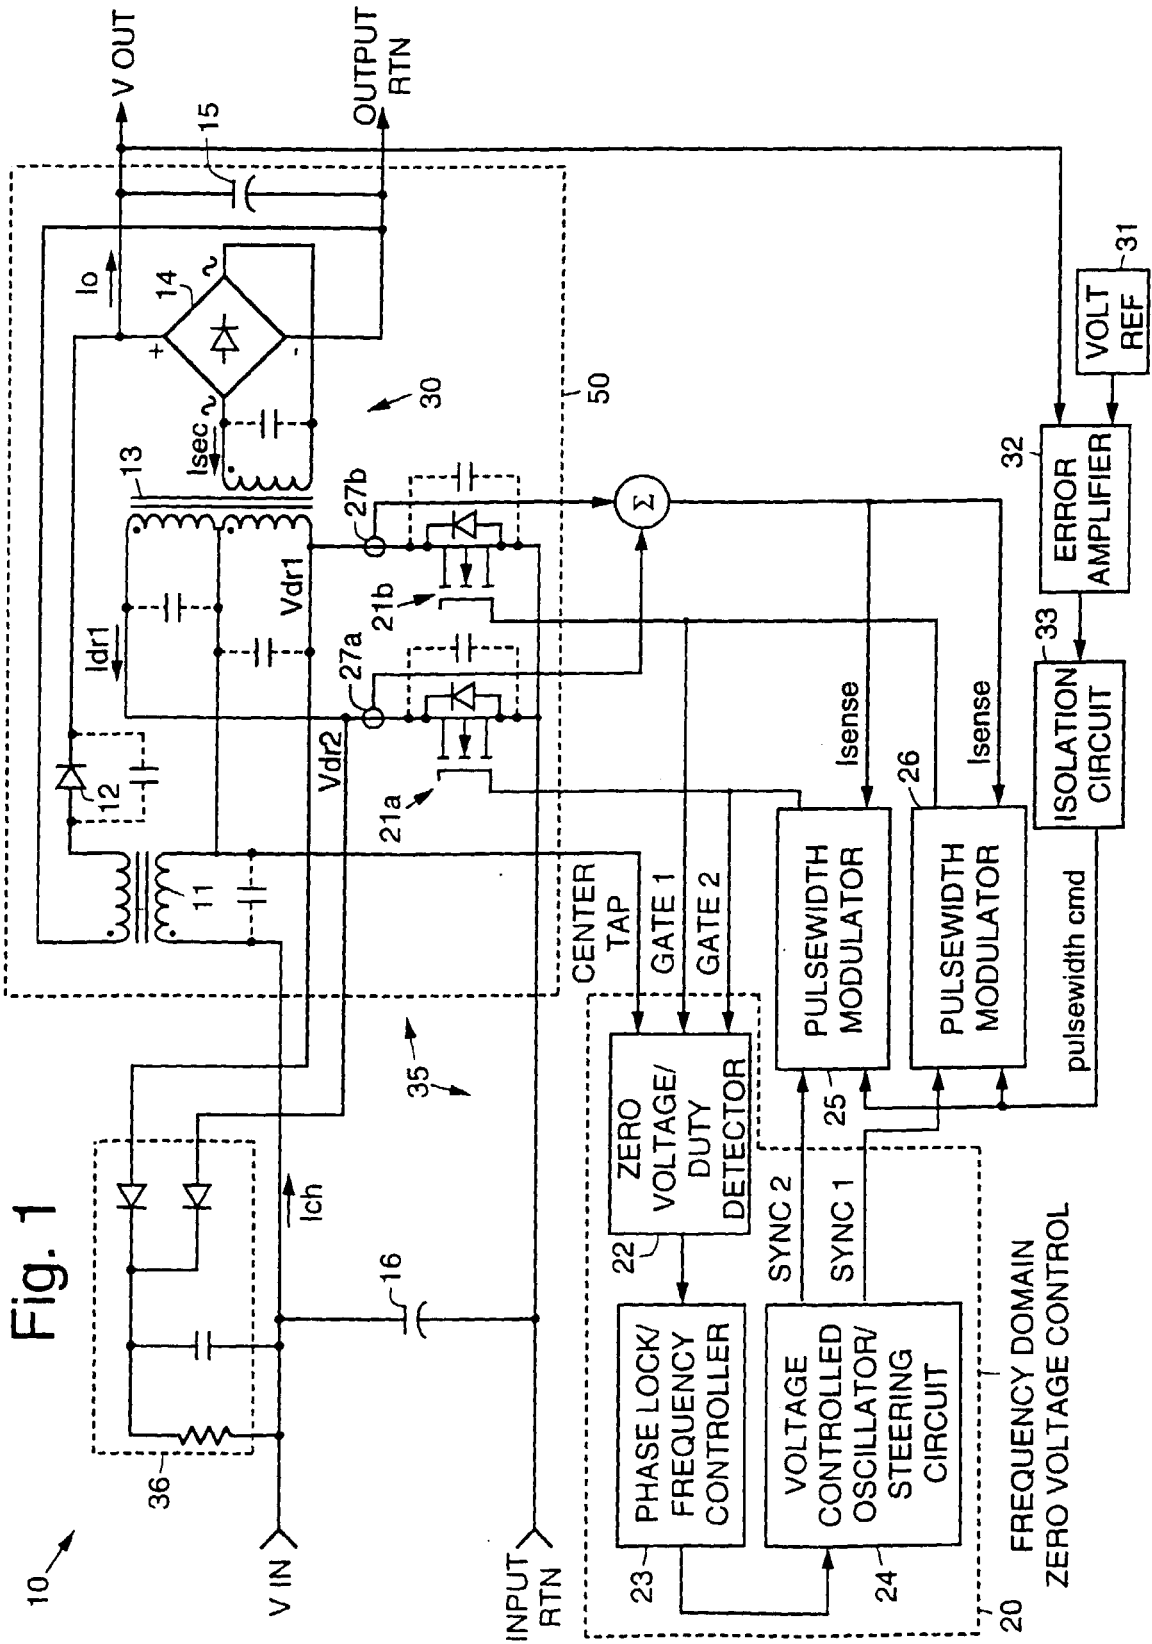 Fig. 1
10
36
V IN
INPUT
RTN
16
Ich
35
11
12
Idr1
Vdr2
Vdr1
13
Isec
+
-
14
Io
V OUT
15
OUTPUT
RTN
30
50
27a
27b
21a
21b
Σ
CENTER
TAP
GATE 1
GATE 2
ZERO
VOLTAGE/
DUTY
DETECTOR
22
PHASE LOCK/
FREQUENCY
CONTROLLER
23
VOLTAGE
CONTROLLED
OSCILLATOR/
STEERING
CIRCUIT
24
20
FREQUENCY DOMAIN
ZERO VOLTAGE CONTROL
SYNC 2
SYNC 1
PULSEWIDTH
MODULATOR
25
PULSEWIDTH
MODULATOR
26
Isense
Isense
pulsewidth cmd
ISOLATION
CIRCUIT
33
ERROR
AMPLIFIER
32
VOLT
REF
31